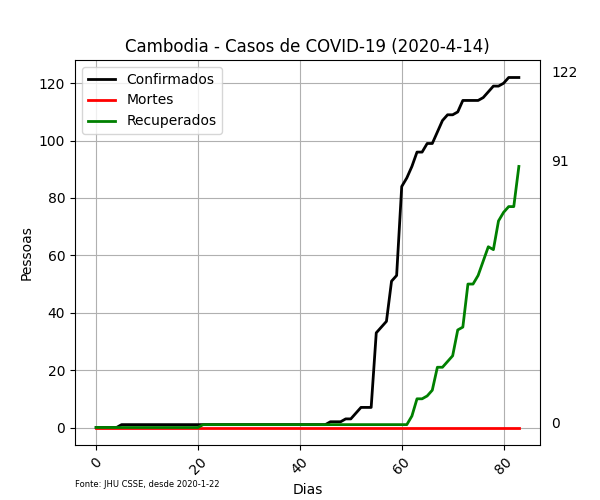 Cambodia - Casos de COVID-19 (2020-4-14)
Confirmados
Mortes
Recuperados
122
91
0
Pessoas
120
100
80
60
40
20
0
0 20 40 60 80
Dias
Fonte: JHU CSSE, desde 2020-1-22